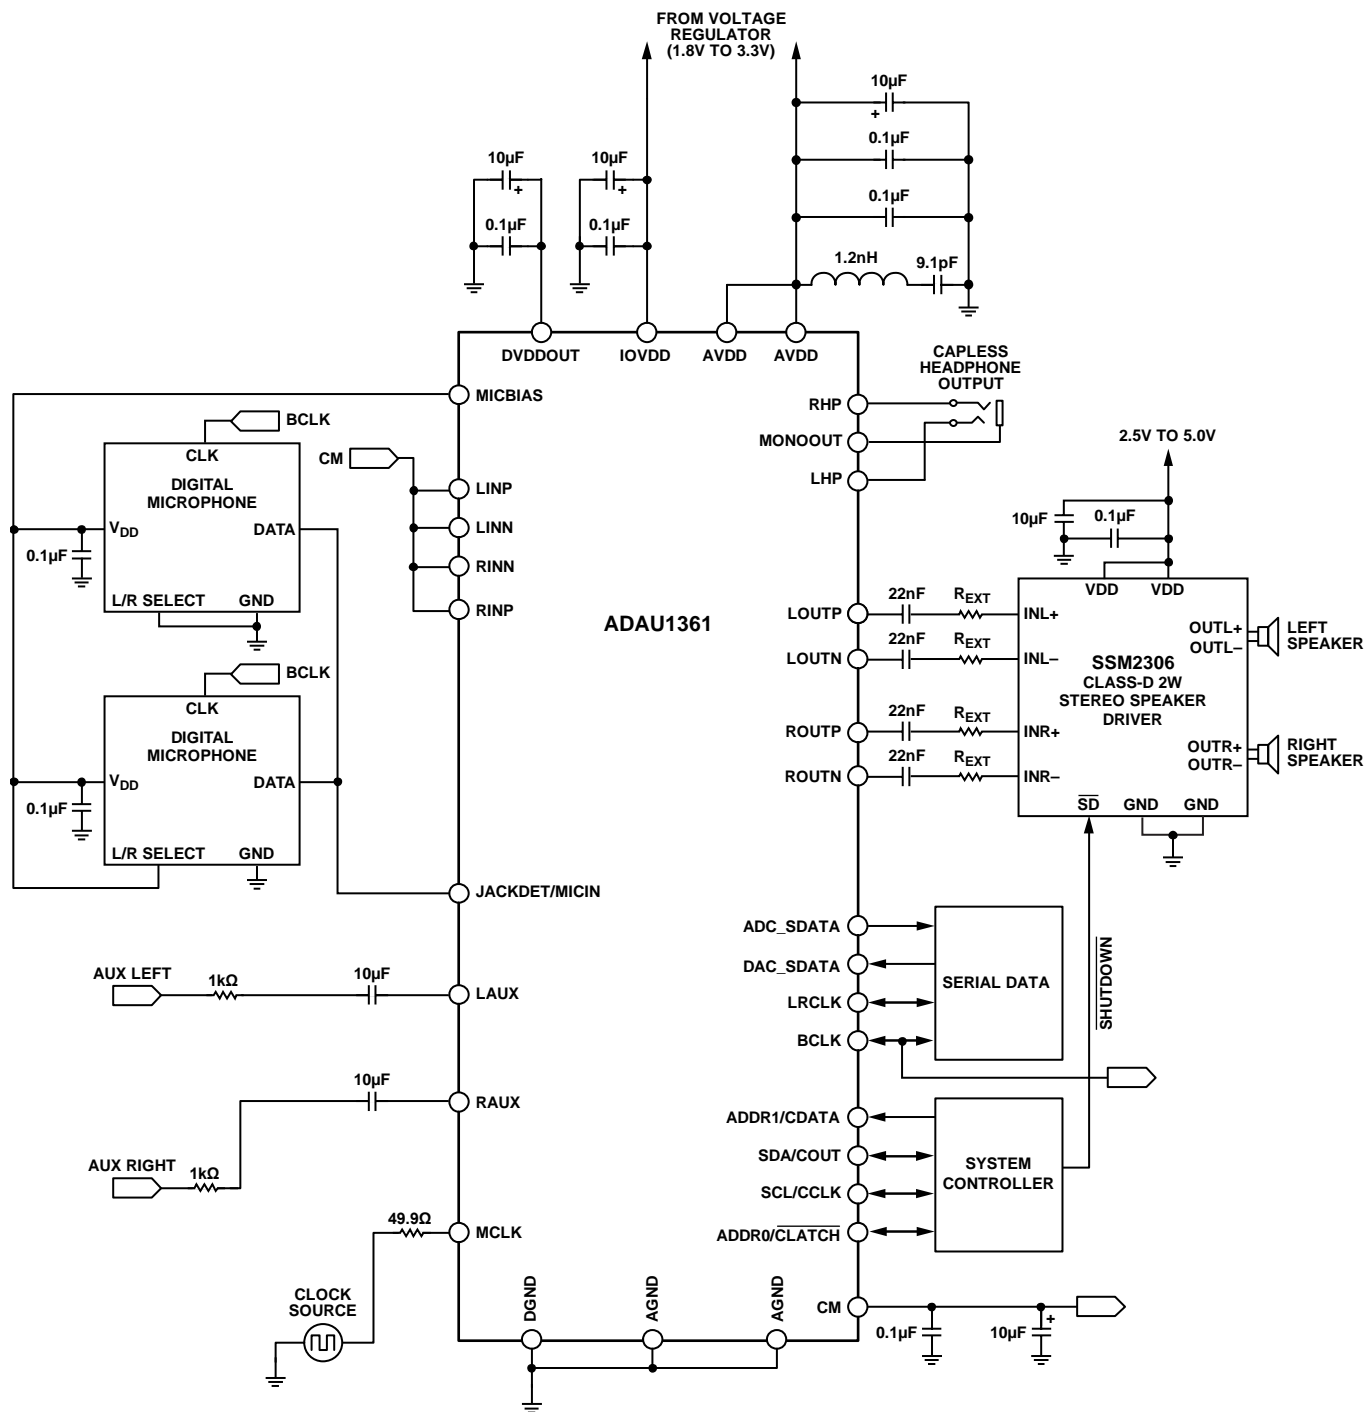 FROM VOLTAGE
REGULATOR
(1.8V TO 3.3V)
10µF
+
0.1µF
0.1µF
10µF
+
0.1µF
10µF
+
0.1µF
1.2nH
9.1pF
DVDDOUT
IOVDD
AVDD
AVDD
CAPLESS
HEADPHONE
OUTPUT
MICBIAS
RHP
MONOOUT
LHP
BCLK
CLK
DIGITAL
MICROPHONE
VDD
DATA
0.1µF
L/R SELECT
GND
CM
LINP
LINN
RINN
RINP
ADAU1361
2.5V TO 5.0V
10µF
0.1µF
VDD
VDD
LOUTP
22nF
REXT
INL+
LOUTN
22nF
REXT
INL–
ROUTP
22nF
REXT
INR+
ROUTN
22nF
REXT
INR–
SSM2306
CLASS-D 2W
STEREO SPEAKER
DRIVER
OUTL+
OUTL–
LEFT
SPEAKER
OUTR+
OUTR–
RIGHT
SPEAKER
SD
GND
GND
BCLK
CLK
DIGITAL
MICROPHONE
VDD
DATA
0.1µF
L/R SELECT
GND
JACKDET/MICIN
AUX LEFT
1kΩ
10µF
LAUX
10µF
RAUX
AUX RIGHT
1kΩ
49.9Ω
MCLK
CLOCK
SOURCE
ADC_SDATA
DAC_SDATA
LRCLK
BCLK
SERIAL DATA
SHUTDOWN
ADDR1/CDATA
SDA/COUT
SCL/CCLK
ADDR0/CLATCH
SYSTEM
CONTROLLER
DGND
AGND
AGND
CM
0.1µF
10µF
+